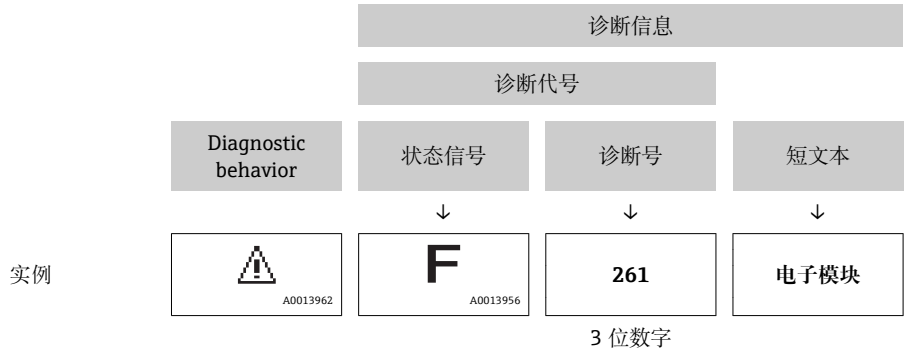 诊断信息
诊断代号
Diagnostic
behavior
状态信号
诊断号
短文本
↓ ↓ ↓
实例
A0013962
F
A0013956
261
电子模块
3 位数字